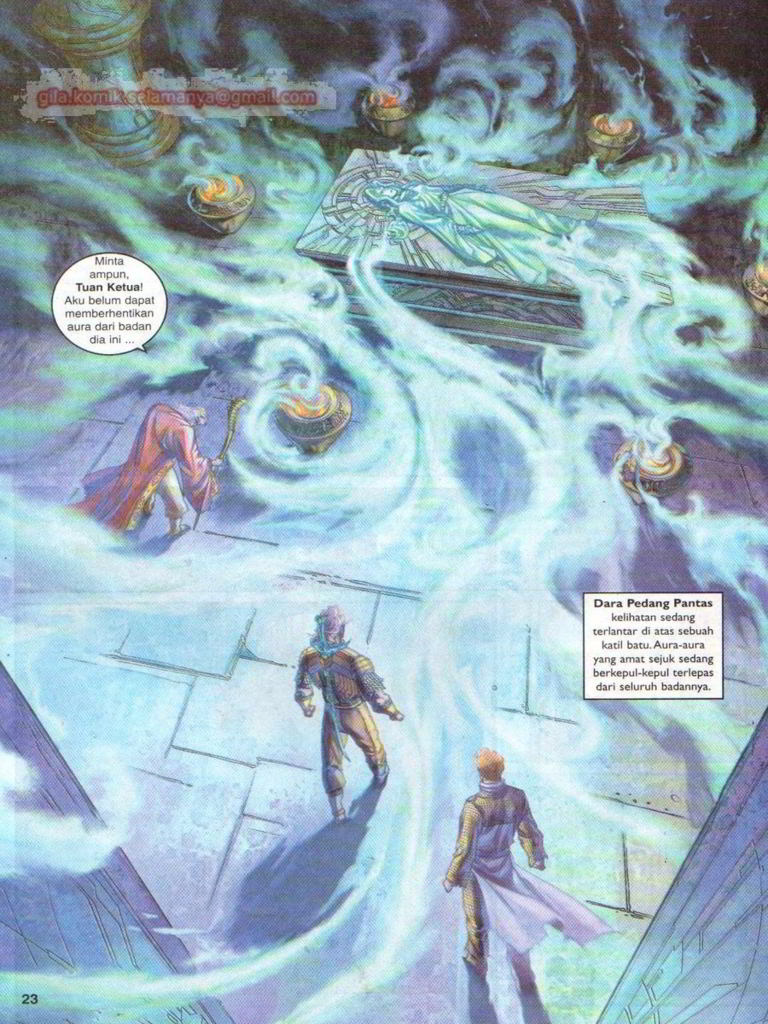 gila.komik.selamanya@gmail.com
Minta
ampun,
Tuan Ketua!
Aku belum dapat
memberhentikan
aura dari badan
dia ini ...
Dara Pedang Pantas
kelihatan sedang
terlantar di atas sebuah
katil batu. Aura-aura
yang amat sejuk sedang
berkepul-kepul terlepas
dari seluruh badannya.
23